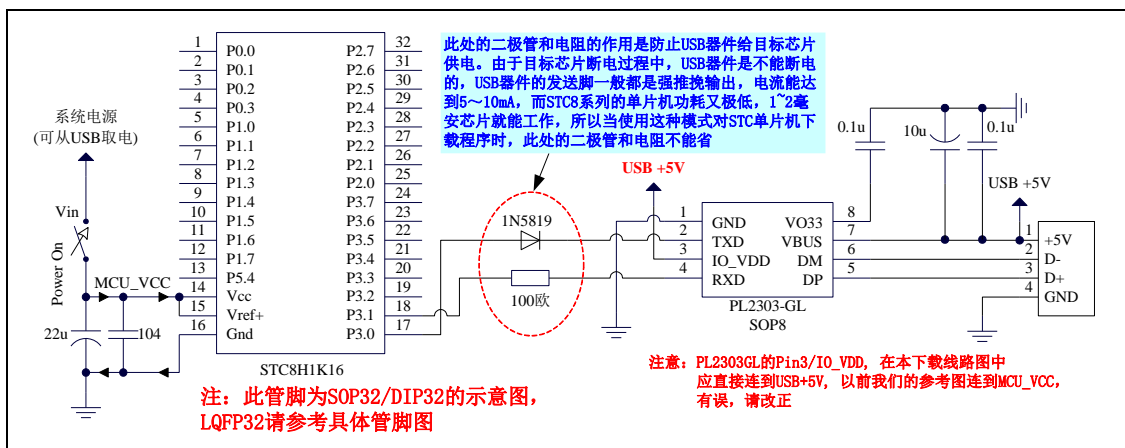 此处的二极管和电阻的作用是防止USB器件给目标芯片
供电。由于目标芯片断电过程中，USB器件是不能断电
的，USB器件的发送脚一般都是强推挽输出，电流能达
到5～10mA，而STC8系列的单片机功耗又极低，1~2毫
安芯片就能工作，所以当使用这种模式对STC单片机下
载程序时，此处的二极管和电阻不能省
系统电源
(可从USB取电)
Vin
Power On
MCU_VCC
22u
104
1 P0.0 P2.7 32
2 P0.1 P2.6 31
3 P0.2 P2.5 30
4 P0.3 P2.4 29
5 P1.0 P2.3 28
6 P1.1 P2.2 27
7 P1.2 P2.1 26
8 P1.3 P2.0 25
9 P1.4 P3.7 24
10 P1.5 P3.6 23
11 P1.6 P3.5 22
12 P1.7 P3.4 21
13 P5.4 P3.3 20
14 Vcc P3.2 19
15 Vref+ P3.1 18
16 Gnd P3.0 17
STC8H1K16
注：此管脚为SOP32/DIP32的示意图，
LQFP32请参考具体管脚图
1N5819
100欧
USB +5V
1 GND VO33 8
2 TXD VBUS 7
3 IO_VDD DM 6
4 RXD DP 5
PL2303-GL
SOP8
0.1u
10u
0.1u
USB +5V
1 +5V
2 D-
3 D+
4 GND
注意：PL2303GL的Pin3/IO_VDD, 在本下载线路图中
应直接连到USB+5V, 以前我们的参考图连到MCU_VCC,
有误，请改正